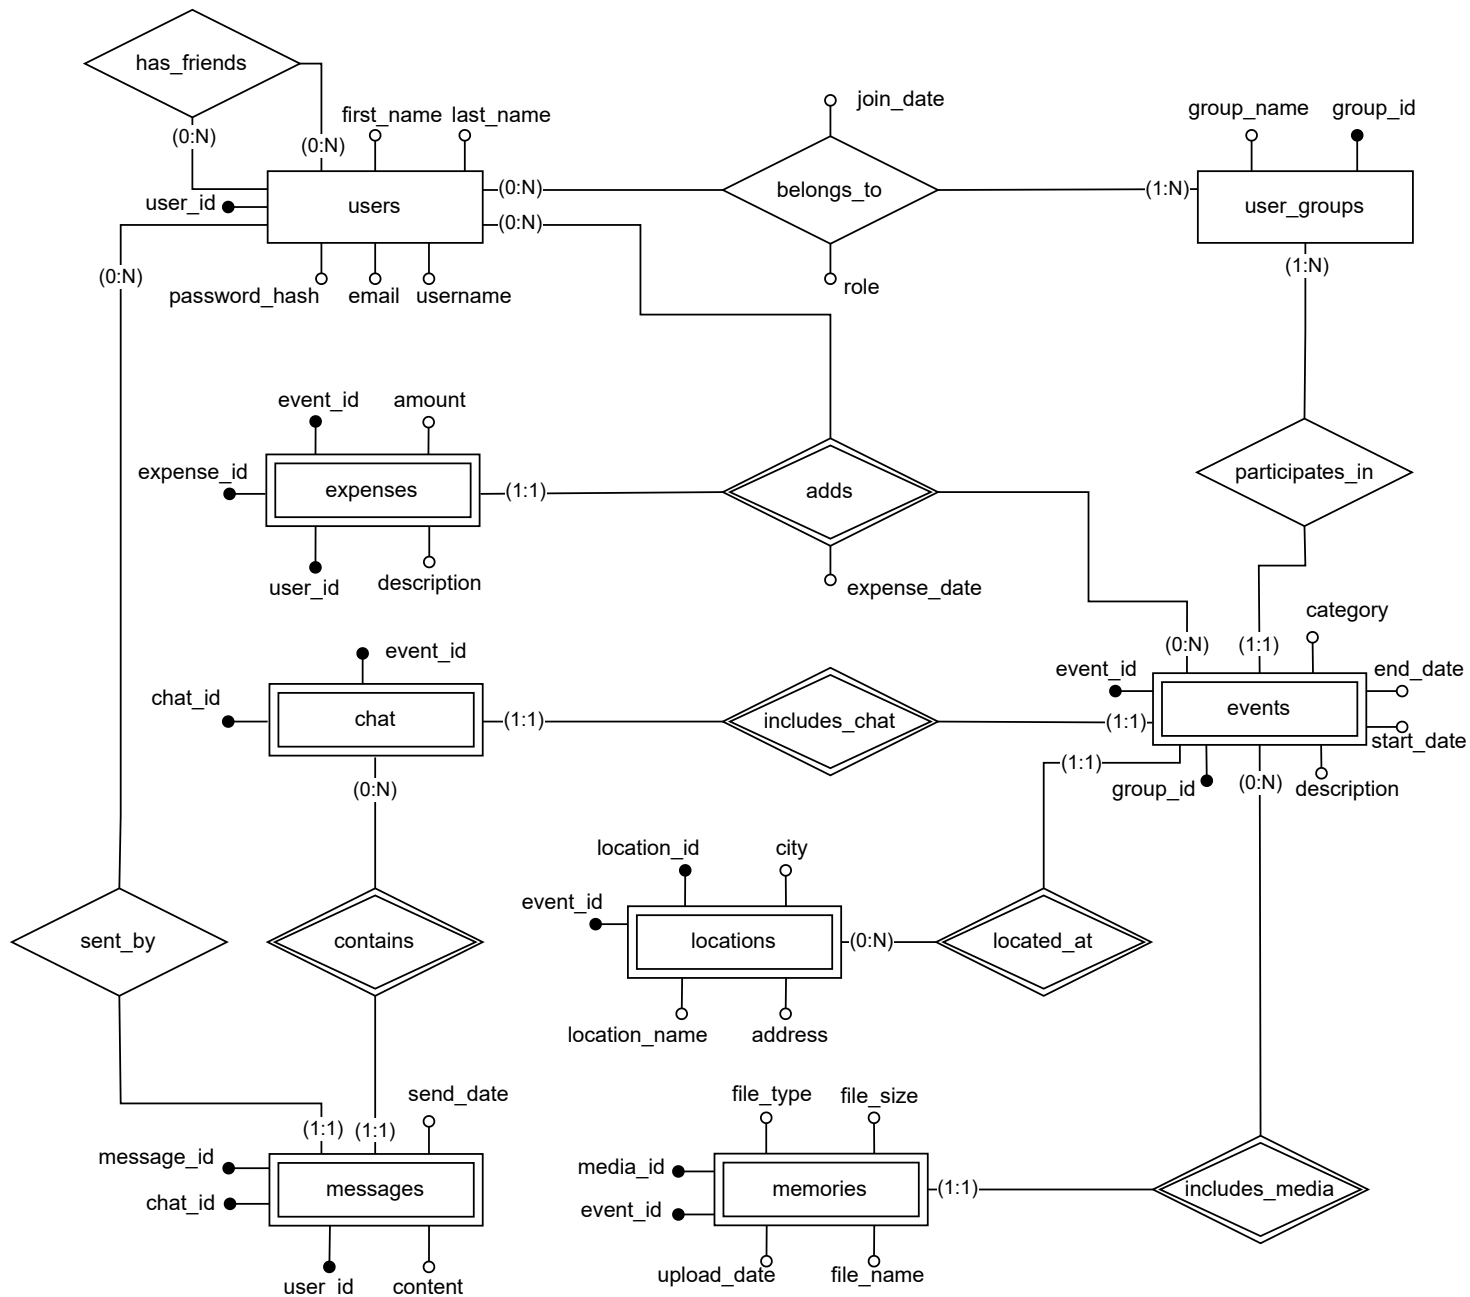 has_friends
(0:N)
(0:N)
first_name
last_name
user_id
users
password_hash
email
username
(0:N)
(0:N)
(0:N)
join_date
belongs_to
role
(1:N)
group_name
group_id
user_groups
(1:N)
participates_in
(1:1)
event_id
amount
expense_id
expenses
user_id
description
(1:1)
adds
expense_date
(0:N)
category
event_id
end_date
events
start_date
group_id
description
(0:N)
event_id
chat_id
chat
(1:1)
includes_chat
(1:1)
(1:1)
(0:N)
location_id
city
event_id
locations
(0:N)
located_at
location_name
address
sent_by
contains
(1:1)
(1:1)
send_date
message_id
messages
chat_id
user_id
content
file_type
file_size
media_id
memories
event_id
(1:1)
includes_media
upload_date
file_name